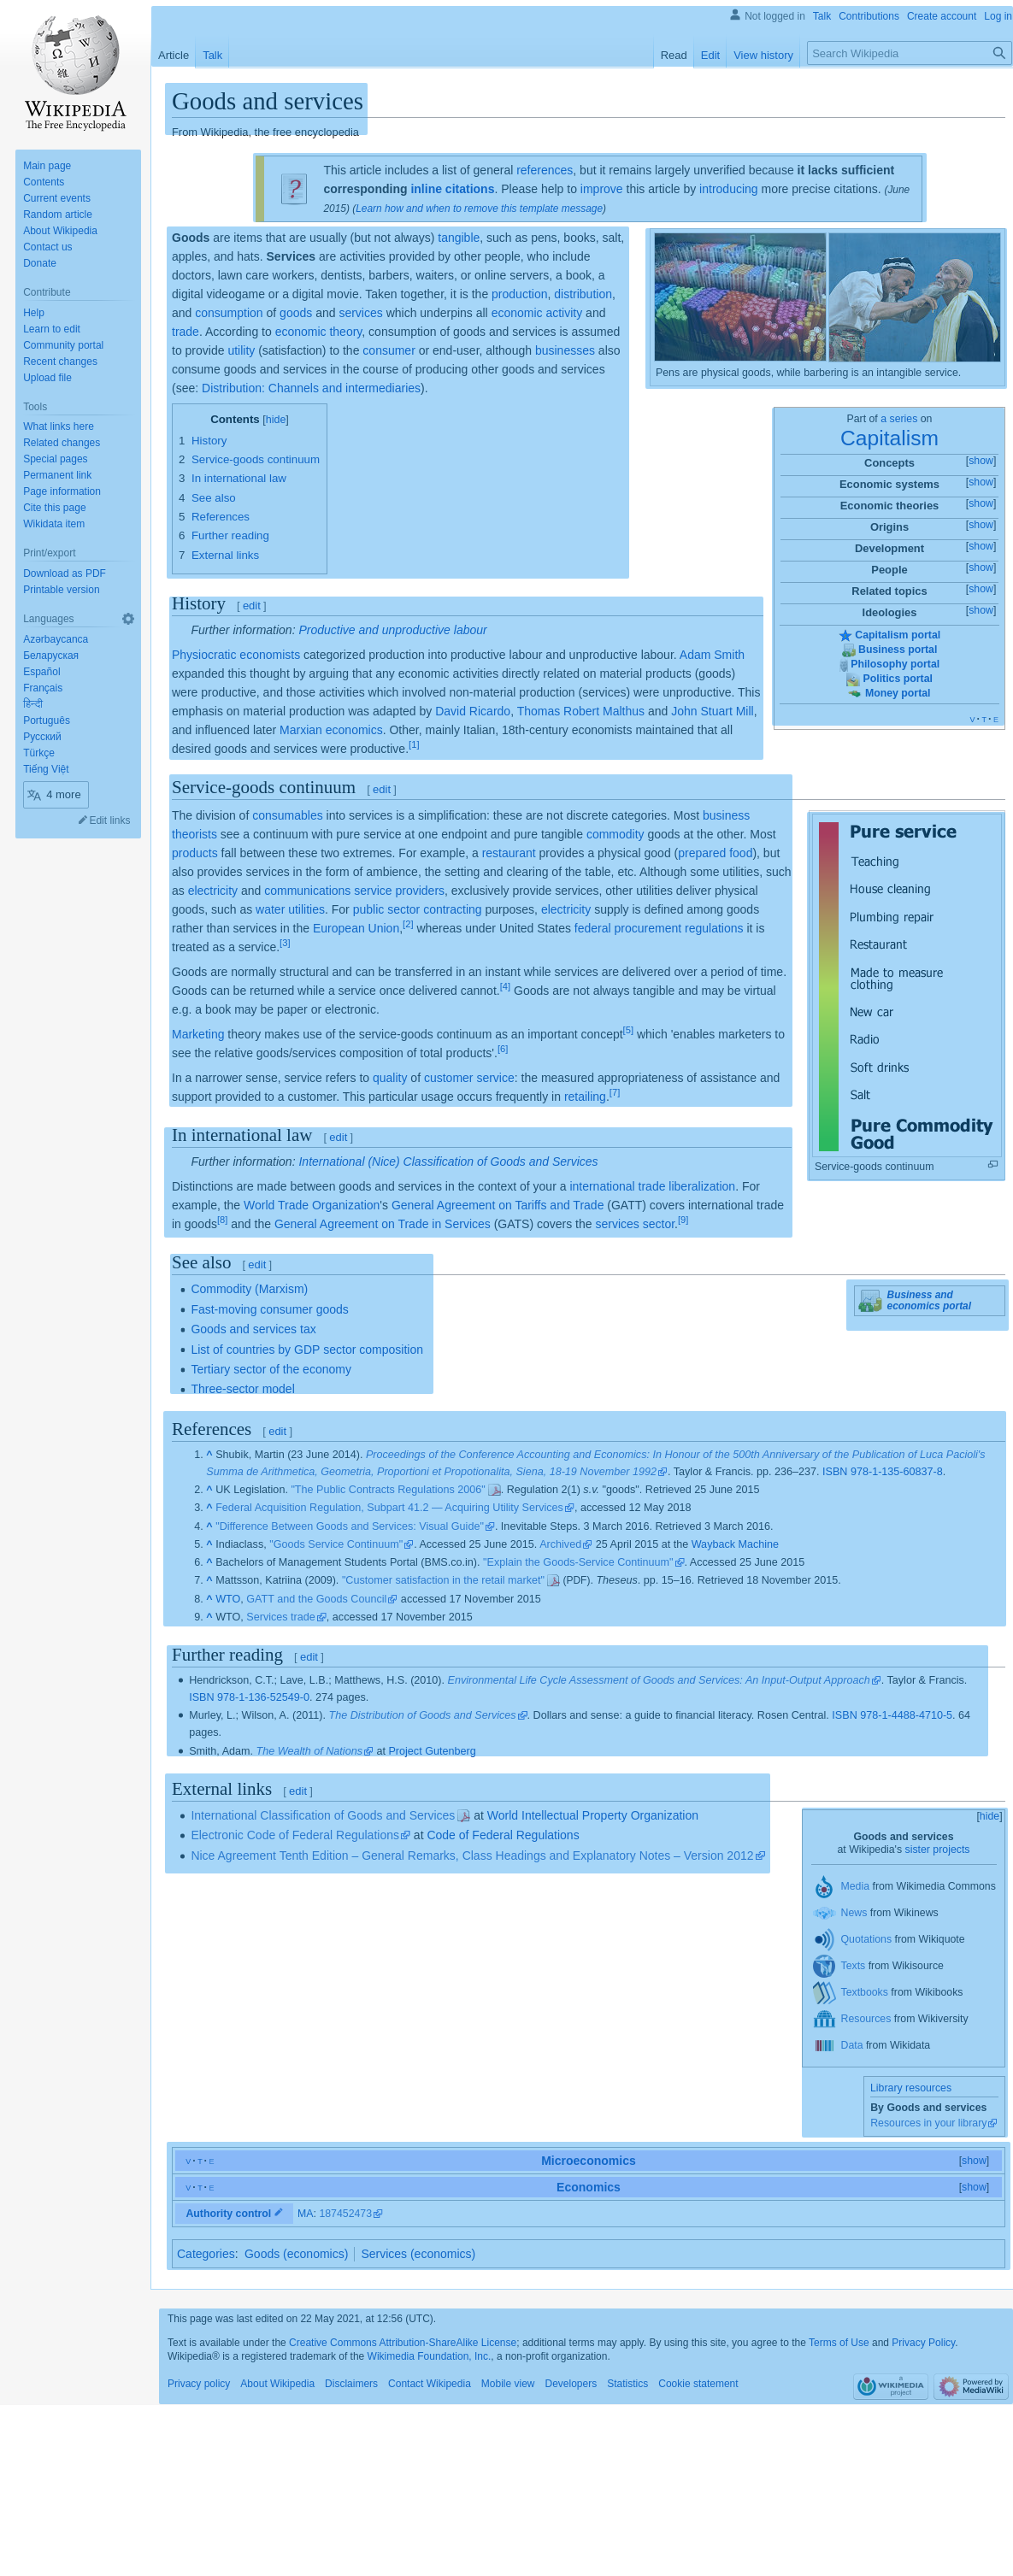 Not logged in Talk Contributions Create account Log in
Article Talk
Read Edit View history Search Wikipedia
WIKIPEDIA
The Free Encyclopedia
Main page
Contents
Current events
Random article
About Wikipedia
Contact us
Donate
Contribute
Help
Learn to edit
Community portal
Recent changes
Upload file
Tools
What links here
Related changes
Special pages
Permanent link
Page information
Cite this page
Wikidata item
Print/export
Download as PDF
Printable version
Languages
Azərbaycanca
Беларуская
Español
Français
हिन्दी
Português
Русский
Türkçe
Tiếng Việt
4 more
Edit links
Goods and services
From Wikipedia, the free encyclopedia
This article includes a list of general references, but it remains largely unverified because it lacks sufficient
corresponding inline citations. Please help to improve this article by introducing more precise citations. (June
2015) (Learn how and when to remove this template message)
Goods are items that are usually (but not always) tangible, such as pens, books, salt,
apples, and hats. Services are activities provided by other people, who include
doctors, lawn care workers, dentists, barbers, waiters, or online servers, a book, a
digital videogame or a digital movie. Taken together, it is the production, distribution,
and consumption of goods and services which underpins all economic activity and
trade. According to economic theory, consumption of goods and services is assumed
to provide utility (satisfaction) to the consumer or end-user, although businesses also
consume goods and services in the course of producing other goods and services
(see: Distribution: Channels and intermediaries).
Pens are physical goods, while barbering is an intangible service.
Contents [hide]
1 History
2 Service-goods continuum
3 In international law
4 See also
5 References
6 Further reading
7 External links
Part of a series on
Capitalism
Concepts [show]
Economic systems [show]
Economic theories [show]
Origins [show]
Development [show]
People [show]
Related topics [show]
Ideologies [show]
Capitalism portal
Business portal
Philosophy portal
Politics portal
Money portal
V • T • E
History [ edit ]
Further information: Productive and unproductive labour
Physiocratic economists categorized production into productive labour and unproductive labour. Adam Smith
expanded this thought by arguing that any economic activities directly related on material products (goods)
were productive, and those activities which involved non-material production (services) were unproductive. This
emphasis on material production was adapted by David Ricardo, Thomas Robert Malthus and John Stuart Mill,
and influenced later Marxian economics. Other, mainly Italian, 18th-century economists maintained that all
desired goods and services were productive.[1]
Service-goods continuum [ edit ]
The division of consumables into services is a simplification: these are not discrete categories. Most business
theorists see a continuum with pure service at one endpoint and pure tangible commodity goods at the other. Most
products fall between these two extremes. For example, a restaurant provides a physical good (prepared food), but
also provides services in the form of ambience, the setting and clearing of the table, etc. Although some utilities, such
as electricity and communications service providers, exclusively provide services, other utilities deliver physical
goods, such as water utilities. For public sector contracting purposes, electricity supply is defined among goods
rather than services in the European Union,[2] whereas under United States federal procurement regulations it is
treated as a service.[3]
Goods are normally structural and can be transferred in an instant while services are delivered over a period of time.
Goods can be returned while a service once delivered cannot.[4] Goods are not always tangible and may be virtual
e.g. a book may be paper or electronic.
Marketing theory makes use of the service-goods continuum as an important concept[5] which 'enables marketers to
see the relative goods/services composition of total products'.[6]
In a narrower sense, service refers to quality of customer service: the measured appropriateness of assistance and
support provided to a customer. This particular usage occurs frequently in retailing.[7]
Pure service
Teaching
House cleaning
Plumbing repair
Restaurant
Made to measure
clothing
New car
Radio
Soft drinks
Salt
Pure Commodity
Good
Service-goods continuum
In international law [ edit ]
Further information: International (Nice) Classification of Goods and Services
Distinctions are made between goods and services in the context of your a international trade liberalization. For
example, the World Trade Organization's General Agreement on Tariffs and Trade (GATT) covers international trade
in goods[8] and the General Agreement on Trade in Services (GATS) covers the services sector.[9]
See also [ edit ]
Commodity (Marxism)
Fast-moving consumer goods
Goods and services tax
List of countries by GDP sector composition
Tertiary sector of the economy
Three-sector model
Business and
economics portal
References [ edit ]
1. ^ Shubik, Martin (23 June 2014). Proceedings of the Conference Accounting and Economics: In Honour of the 500th Anniversary of the Publication of Luca Pacioli's
Summa de Arithmetica, Geometria, Proportioni et Propotionalita, Siena, 18-19 November 1992. Taylor & Francis. pp. 236–237. ISBN 978-1-135-60837-8.
2. ^ UK Legislation. "The Public Contracts Regulations 2006". Regulation 2(1) s.v. "goods". Retrieved 25 June 2015
3. ^ Federal Acquisition Regulation, Subpart 41.2 — Acquiring Utility Services, accessed 12 May 2018
4. ^ "Difference Between Goods and Services: Visual Guide". Inevitable Steps. 3 March 2016. Retrieved 3 March 2016.
5. ^ Indiaclass, "Goods Service Continuum". Accessed 25 June 2015. Archived 25 April 2015 at the Wayback Machine
6. ^ Bachelors of Management Students Portal (BMS.co.in). "Explain the Goods-Service Continuum". Accessed 25 June 2015
7. ^ Mattsson, Katriina (2009). "Customer satisfaction in the retail market" (PDF). Theseus. pp. 15–16. Retrieved 18 November 2015.
8. ^ WTO, GATT and the Goods Council accessed 17 November 2015
9. ^ WTO, Services trade, accessed 17 November 2015
Further reading [ edit ]
Hendrickson, C.T.; Lave, L.B.; Matthews, H.S. (2010). Environmental Life Cycle Assessment of Goods and Services: An Input-Output Approach. Taylor & Francis.
ISBN 978-1-136-52549-0. 274 pages.
Murley, L.; Wilson, A. (2011). The Distribution of Goods and Services. Dollars and sense: a guide to financial literacy. Rosen Central. ISBN 978-1-4488-4710-5. 64
pages.
Smith, Adam. The Wealth of Nations at Project Gutenberg
External links [ edit ]
International Classification of Goods and Services at World Intellectual Property Organization
Electronic Code of Federal Regulations at Code of Federal Regulations
Nice Agreement Tenth Edition – General Remarks, Class Headings and Explanatory Notes – Version 2012
[hide]
Goods and services
at Wikipedia's sister projects
Media from Wikimedia Commons
News from Wikinews
Quotations from Wikiquote
Texts from Wikisource
Textbooks from Wikibooks
Resources from Wikiversity
Data from Wikidata
Library resources
By Goods and services
Resources in your library
V • T • E Microeconomics [show]
V • T • E Economics [show]
Authority control MA: 187452473
Categories: Goods (economics) Services (economics)
This page was last edited on 22 May 2021, at 12:56 (UTC).
Text is available under the Creative Commons Attribution-ShareAlike License; additional terms may apply. By using this site, you agree to the Terms of Use and Privacy Policy.
Wikipedia® is a registered trademark of the Wikimedia Foundation, Inc., a non-profit organization.
Privacy policy About Wikipedia Disclaimers Contact Wikipedia Mobile view Developers Statistics Cookie statement
a
WIKIMEDIA
project
Powered by
MediaWiki